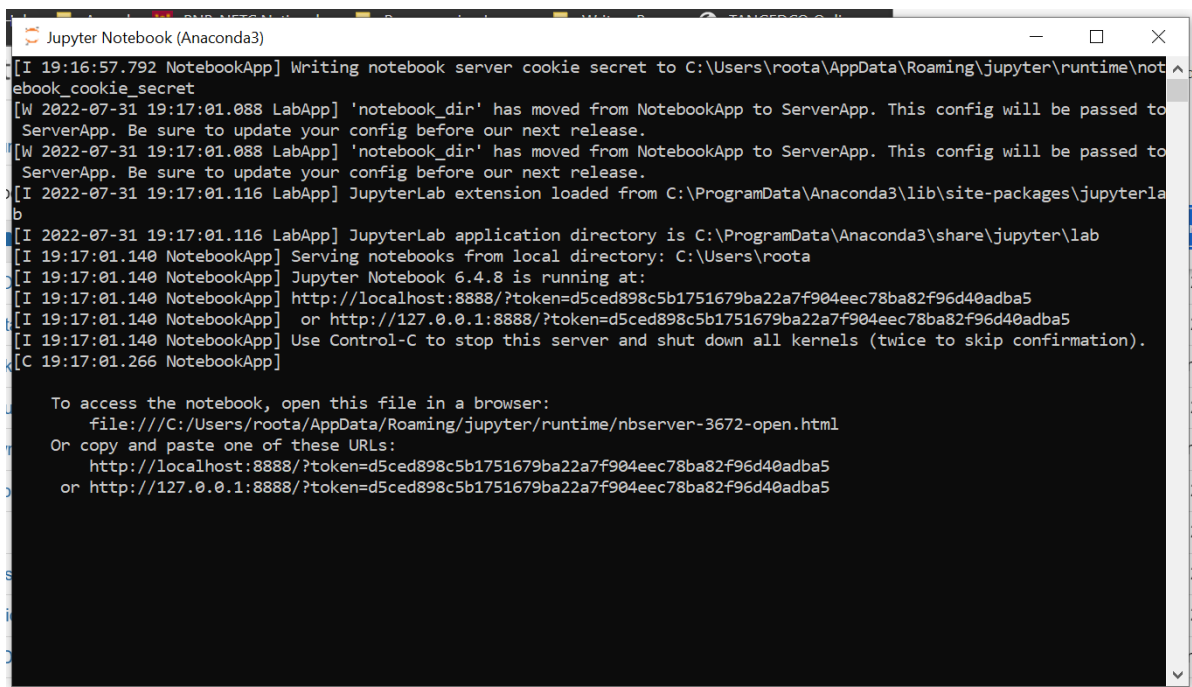 Jupyter Notebook (Anaconda3)
[I 19:16:57.792 NotebookApp] Writing notebook server cookie secret to C:\Users\roota\AppData\Roaming\jupyter\runtime\not
ebook_cookie_secret
[W 2022-07-31 19:17:01.088 LabApp] 'notebook_dir' has moved from NotebookApp to ServerApp. This config will be passed to
 ServerApp. Be sure to update your config before our next release.
[W 2022-07-31 19:17:01.088 LabApp] 'notebook_dir' has moved from NotebookApp to ServerApp. This config will be passed to
 ServerApp. Be sure to update your config before our next release.
[I 2022-07-31 19:17:01.116 LabApp] JupyterLab extension loaded from C:\ProgramData\Anaconda3\lib\site-packages\jupyterla
b
[I 2022-07-31 19:17:01.116 LabApp] JupyterLab application directory is C:\ProgramData\Anaconda3\share\jupyter\lab
[I 19:17:01.140 NotebookApp] Serving notebooks from local directory: C:\Users\roota
[I 19:17:01.140 NotebookApp] Jupyter Notebook 6.4.8 is running at:
[I 19:17:01.140 NotebookApp] http://localhost:8888/?token=d5ced898c5b1751679ba22a7f904eec78ba82f96d40adba5
[I 19:17:01.140 NotebookApp]  or http://127.0.0.1:8888/?token=d5ced898c5b1751679ba22a7f904eec78ba82f96d40adba5
[I 19:17:01.140 NotebookApp] Use Control-C to stop this server and shut down all kernels (twice to skip confirmation).
[C 19:17:01.266 NotebookApp]
    To access the notebook, open this file in a browser:
        file:///C:/Users/roota/AppData/Roaming/jupyter/runtime/nbserver-3672-open.html
    Or copy and paste one of these URLs:
        http://localhost:8888/?token=d5ced898c5b1751679ba22a7f904eec78ba82f96d40adba5
     or http://127.0.0.1:8888/?token=d5ced898c5b1751679ba22a7f904eec78ba82f96d40adba5